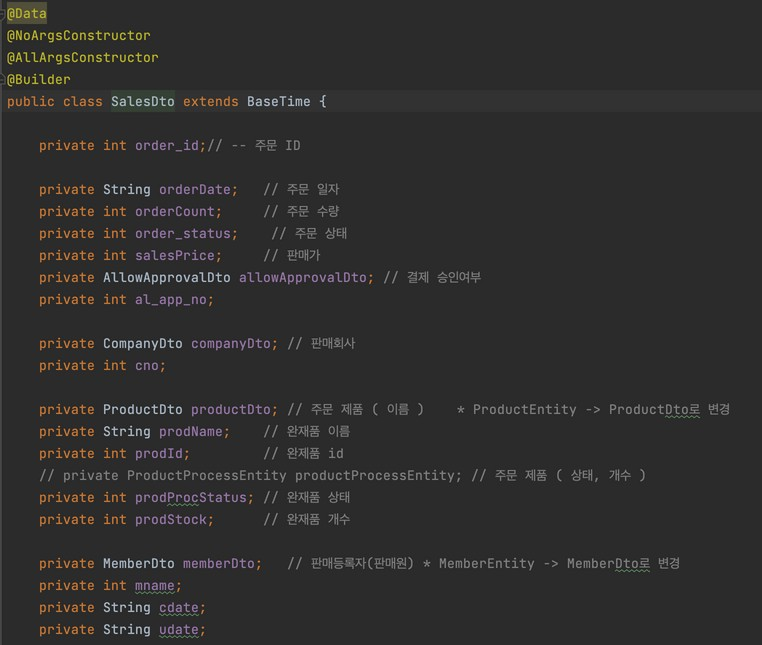 @Data
@NoArgsConstructor
@AllArgsConstructor
@Builder
public class SalesDto extends BaseTime {
private int order_id;// -- 주문 ID
private String orderDate; // 주문 일자
private int orderCount; // 주문 수량
private int order_status; // 주문 상태
private int salesPrice; // 판매가
private AllowApprovalDto allowApprovalDto; // 결제 승인여부
private int al_app_no;
private CompanyDto companyDto; // 판매회사
private int cno;
private ProductDto productDto; // 주문 제품 ( 이름 ) * ProductEntity -> ProductDto로 변경
private String prodName; // 완재품 이름
private int prodId; // 완제품 id
// private ProductProcessEntity productProcessEntity; // 주문 제품 ( 상태, 개수 )
private int prodProcStatus; // 완재품 상태
private int prodStock; // 완재품 개수
private MemberDto memberDto; // 판매등록자(판매원) * MemberEntity -> MemberDto로 변경
private int mname;
private String cdate;
private String udate;